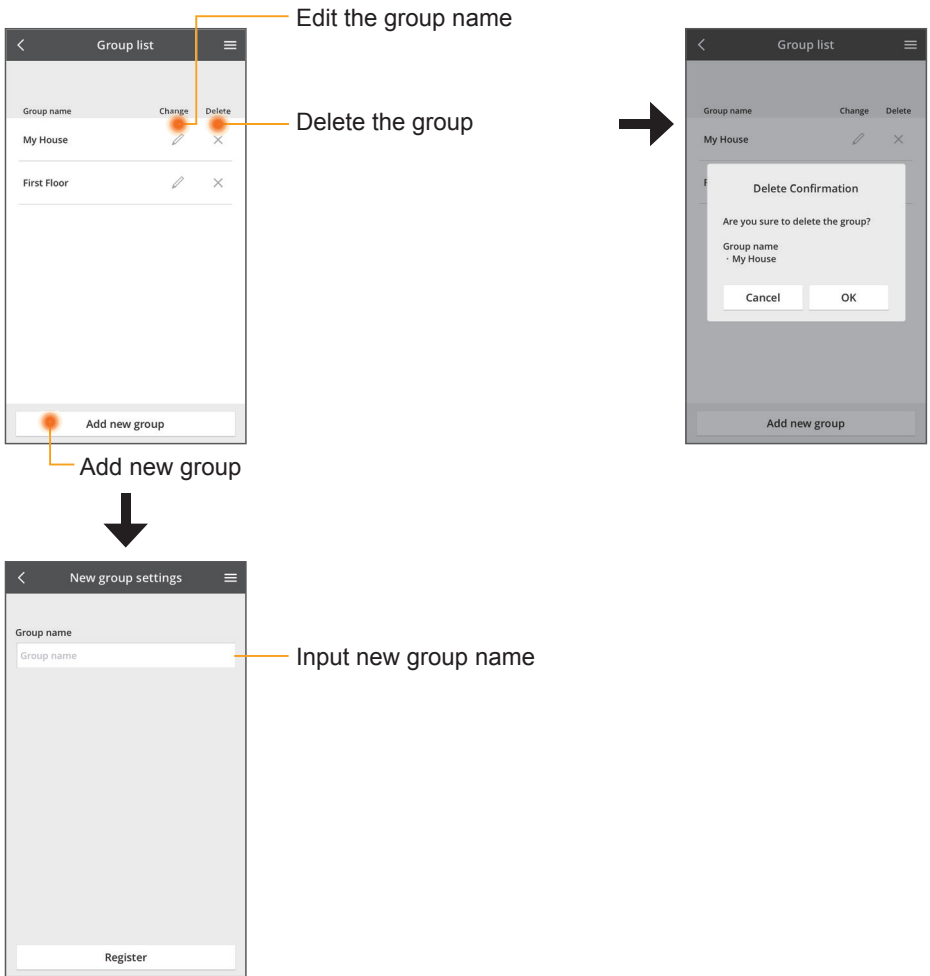 Edit the group name
Group list
Group name Change Delete
My House
First Floor
Delete the group
Add new group
Add new group
Group list
Group name Change Delete
My House
F
Delete Confirmation
Are you sure to delete the group?
Group name
· My House
Cancel OK
Add new group
New group settings
Group name
Group name
Input new group name
Register